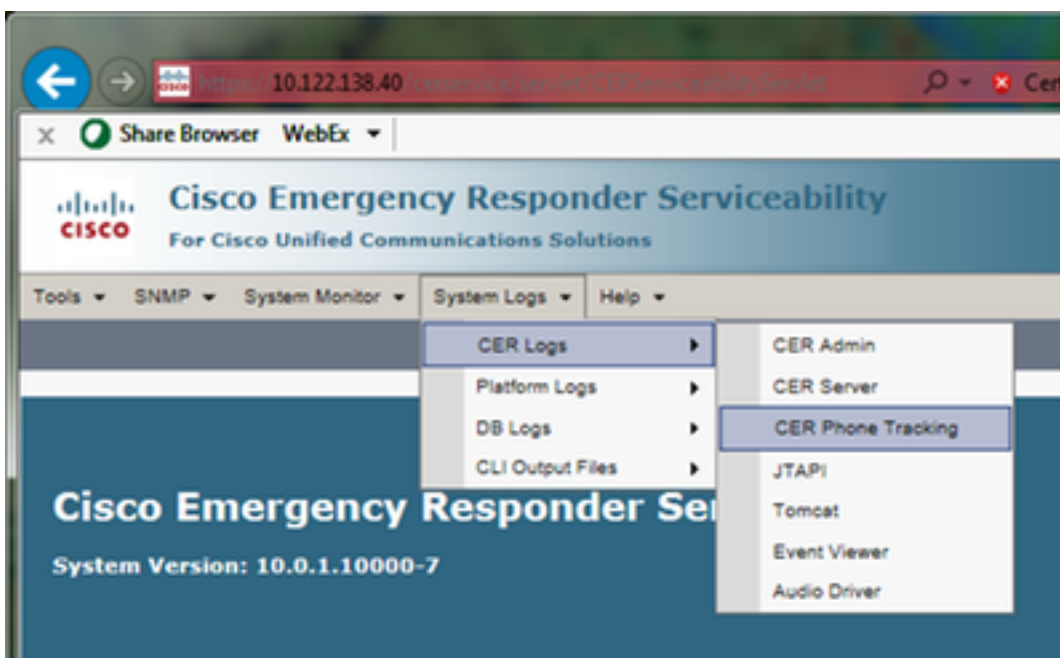 https://10.122.138.40/cerservice/servlet/CERServiceabilityServlet
Cer
Share Browser WebEx
CISCO
Cisco Emergency Responder Serviceability
For Cisco Unified Communications Solutions
Tools SNMP System Monitor System Logs Help
CER Logs
Platform Logs
DB Logs
CLI Output Files
CER Admin
CER Server
CER Phone Tracking
JTAPI
Tomcat
Event Viewer
Audio Driver
Cisco Emergency Responder Ser
System Version: 10.0.1.10000-7